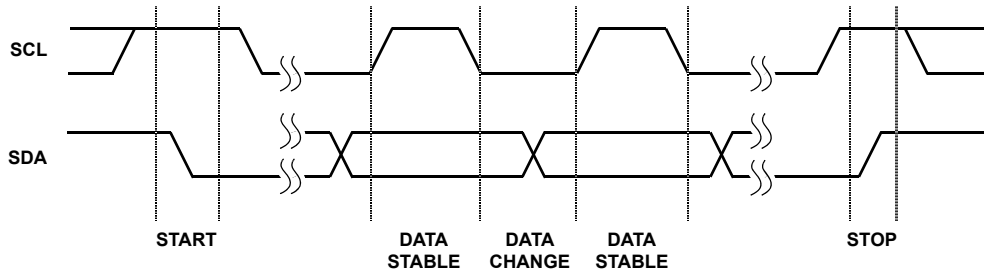 SCL
SDA
START
DATA
STABLE
DATA
CHANGE
DATA
STABLE
STOP